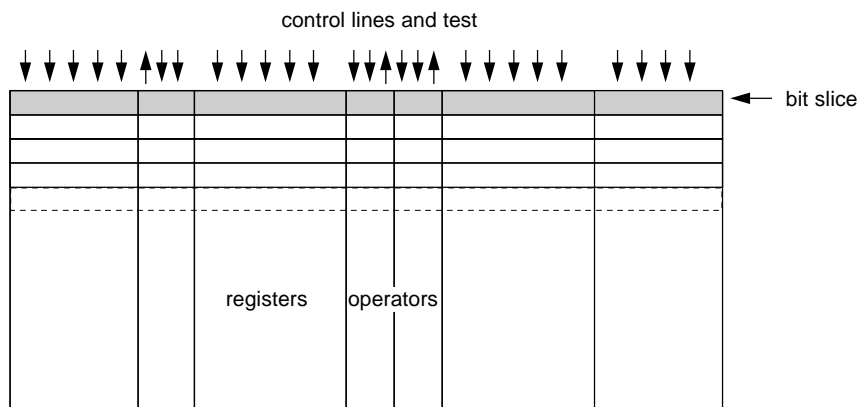 control lines and test
bit slice
registers
operators